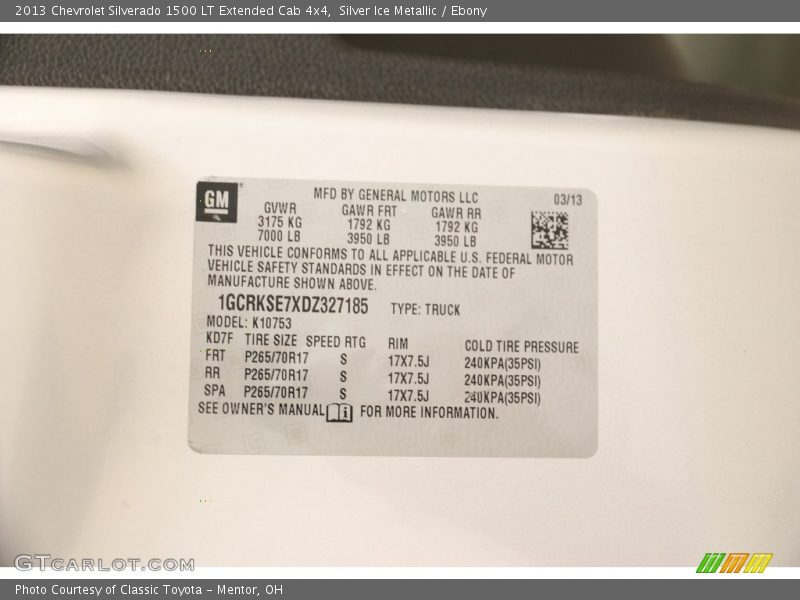 2013 Chevrolet Silverado 1500 LT Extended Cab 4x4, Silver Ice Metallic / Ebony
GM
MFD BY GENERAL MOTORS LLC 03/13
GVWR GAWR FRT GAWR RR
3175 KG 1792 KG 1792 KG
7000 LB 3950 LB 3950 LB
THIS VEHICLE CONFORMS TO ALL APPLICABLE U.S. FEDERAL MOTOR
VEHICLE SAFETY STANDARDS IN EFFECT ON THE DATE OF
MANUFACTURE SHOWN ABOVE.
1GCRKSE7XDZ327185 TYPE: TRUCK
MODEL: K10753
KD7F TIRE SIZE SPEED RTG RIM COLD TIRE PRESSURE
FRT P265/70R17 S 17X7.5J 240KPA(35PSI)
RR P265/70R17 S 17X7.5J 240KPA(35PSI)
SPA P265/70R17 S 17X7.5J 240KPA(35PSI)
SEE OWNER'S MANUAL FOR MORE INFORMATION.
GTCARLOT.COM
Photo Courtesy of Classic Toyota - Mentor, OH